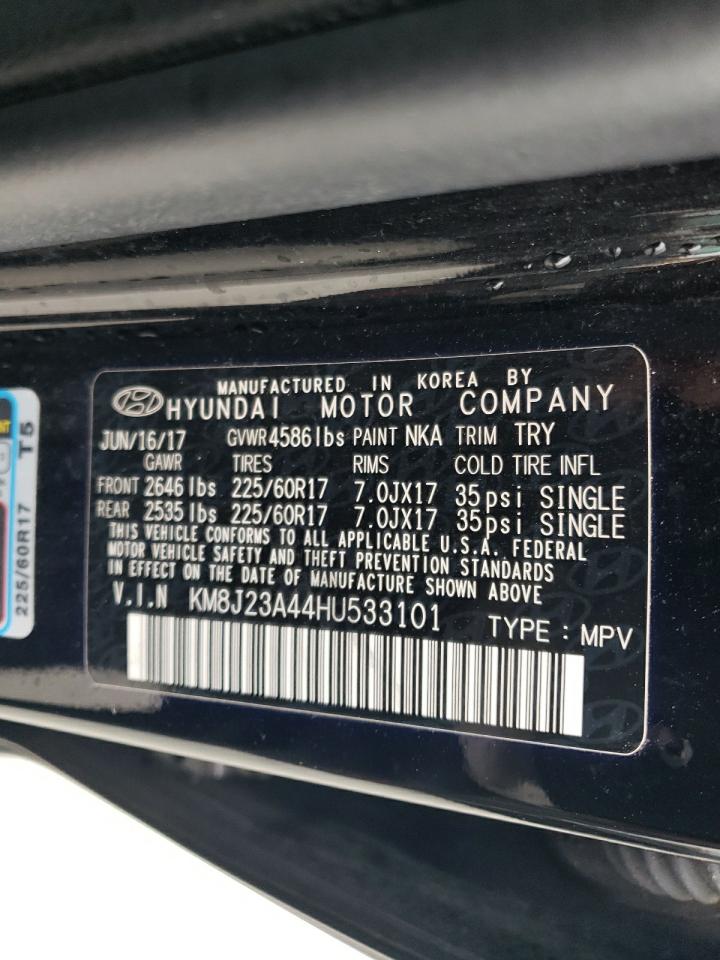 MANUFACTURED IN KOREA BY
HYUNDAI MOTOR COMPANY
JUN/16/17 GVWR 4586 lbs PAINT NKA TRIM TRY
GAWR TIRES RIMS COLD TIRE INFL
FRONT 2646 lbs 225/60R17 7.0JX17 35psi SINGLE
REAR 2535 lbs 225/60R17 7.0JX17 35psi SINGLE
THIS VEHICLE CONFORMS TO ALL APPLICABLE U.S.A. FEDERAL
MOTOR VEHICLE SAFETY AND THEFT PREVENTION STANDARDS
IN EFFECT ON THE DATE OF MANUFACTURE SHOWN ABOVE
V.I.N KM8J23A44HU533101 TYPE : MPV
225/60R17 T5